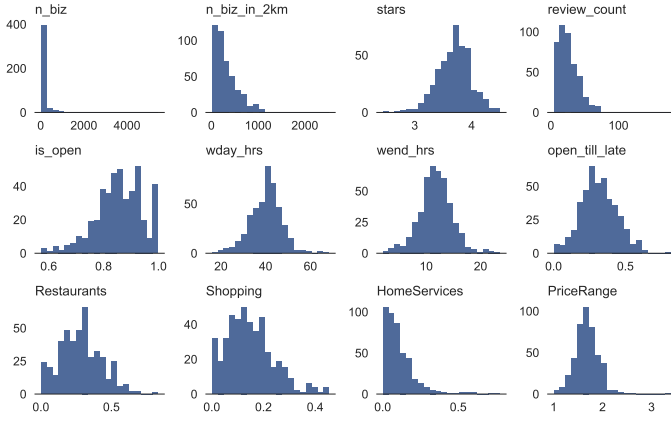 n_biz n_biz_in_2km stars review_count
400 200 0
100 50 0
50 0
100 50 0
0 2000 4000
0 1000 2000
3 4
0 100
is_open wday_hrs wend_hrs open_till_late
40 20 0
50 0
50 25 0
50 0
0.6 0.8 1.0
20 40 60
10 20
0.0 0.5
Restaurants Shopping HomeServices PriceRange
50 25 0
40 20 0
100 50 0
100 50 0
0.0 0.5
0.0 0.2 0.4
0.0 0.5
1 2 3